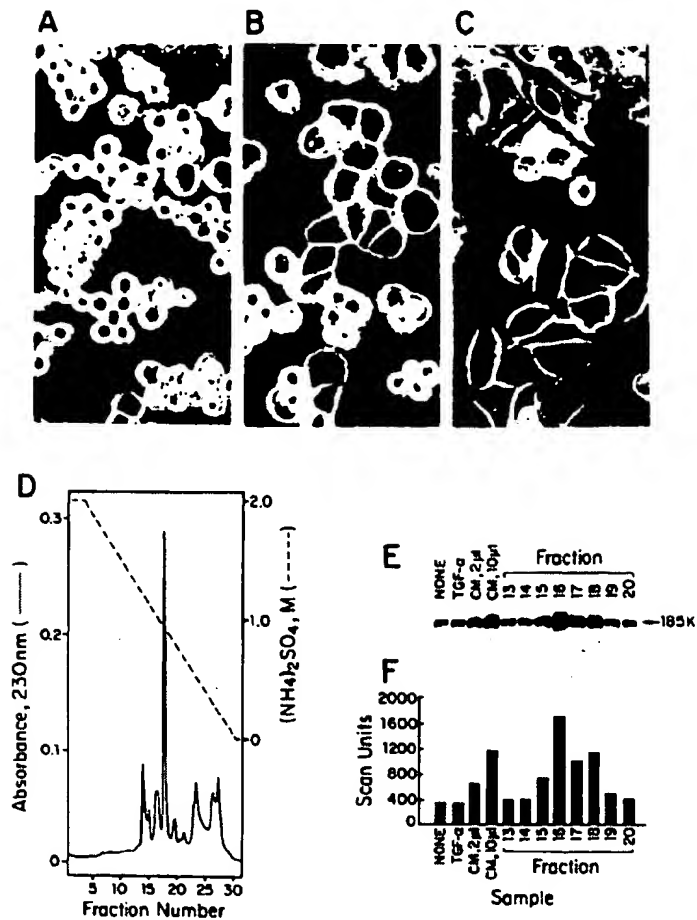 A B C
D
0.3
0.2
0.1
0
Absorbance, 230nm ( —— )
2.0
1.0
0
(NH4)2SO4, M ( ---- )
5 10 15 20 25 30
Fraction Number
E
Fraction
NONE TGF-α CM, 2μl CM, 10μl 13 14 15 16 17 18 19 20
←185K
F
2000
1600
1200
800
400
Scan Units
NONE TGF-α CM, 2μl CM, 10μl 13 14 15 16 17 18 19 20
Fraction
Sample